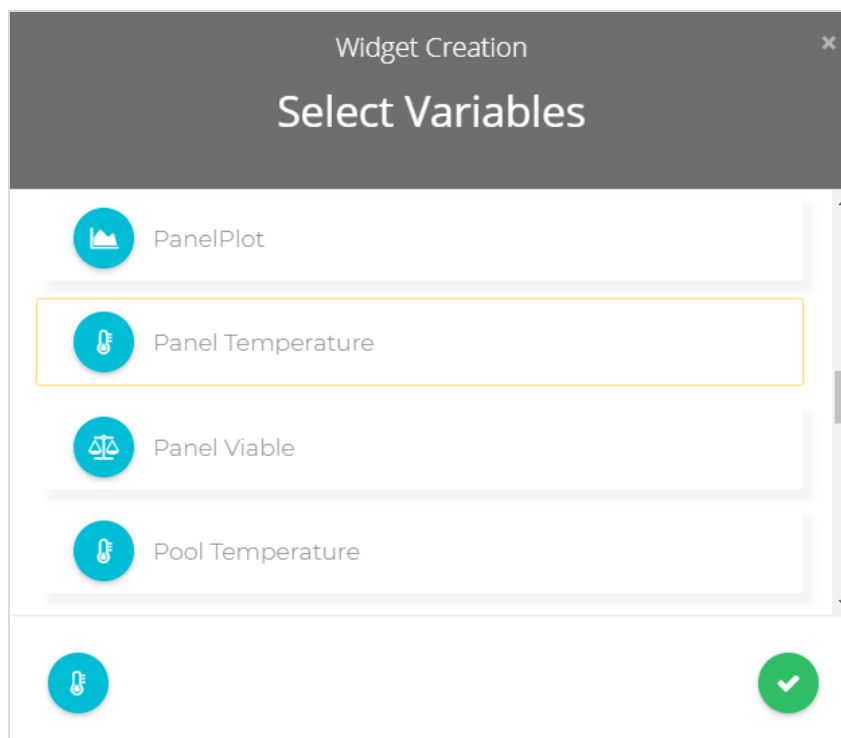 Widget Creation
Select Variables
PanelPlot
Panel Temperature
Panel Viable
Pool Temperature